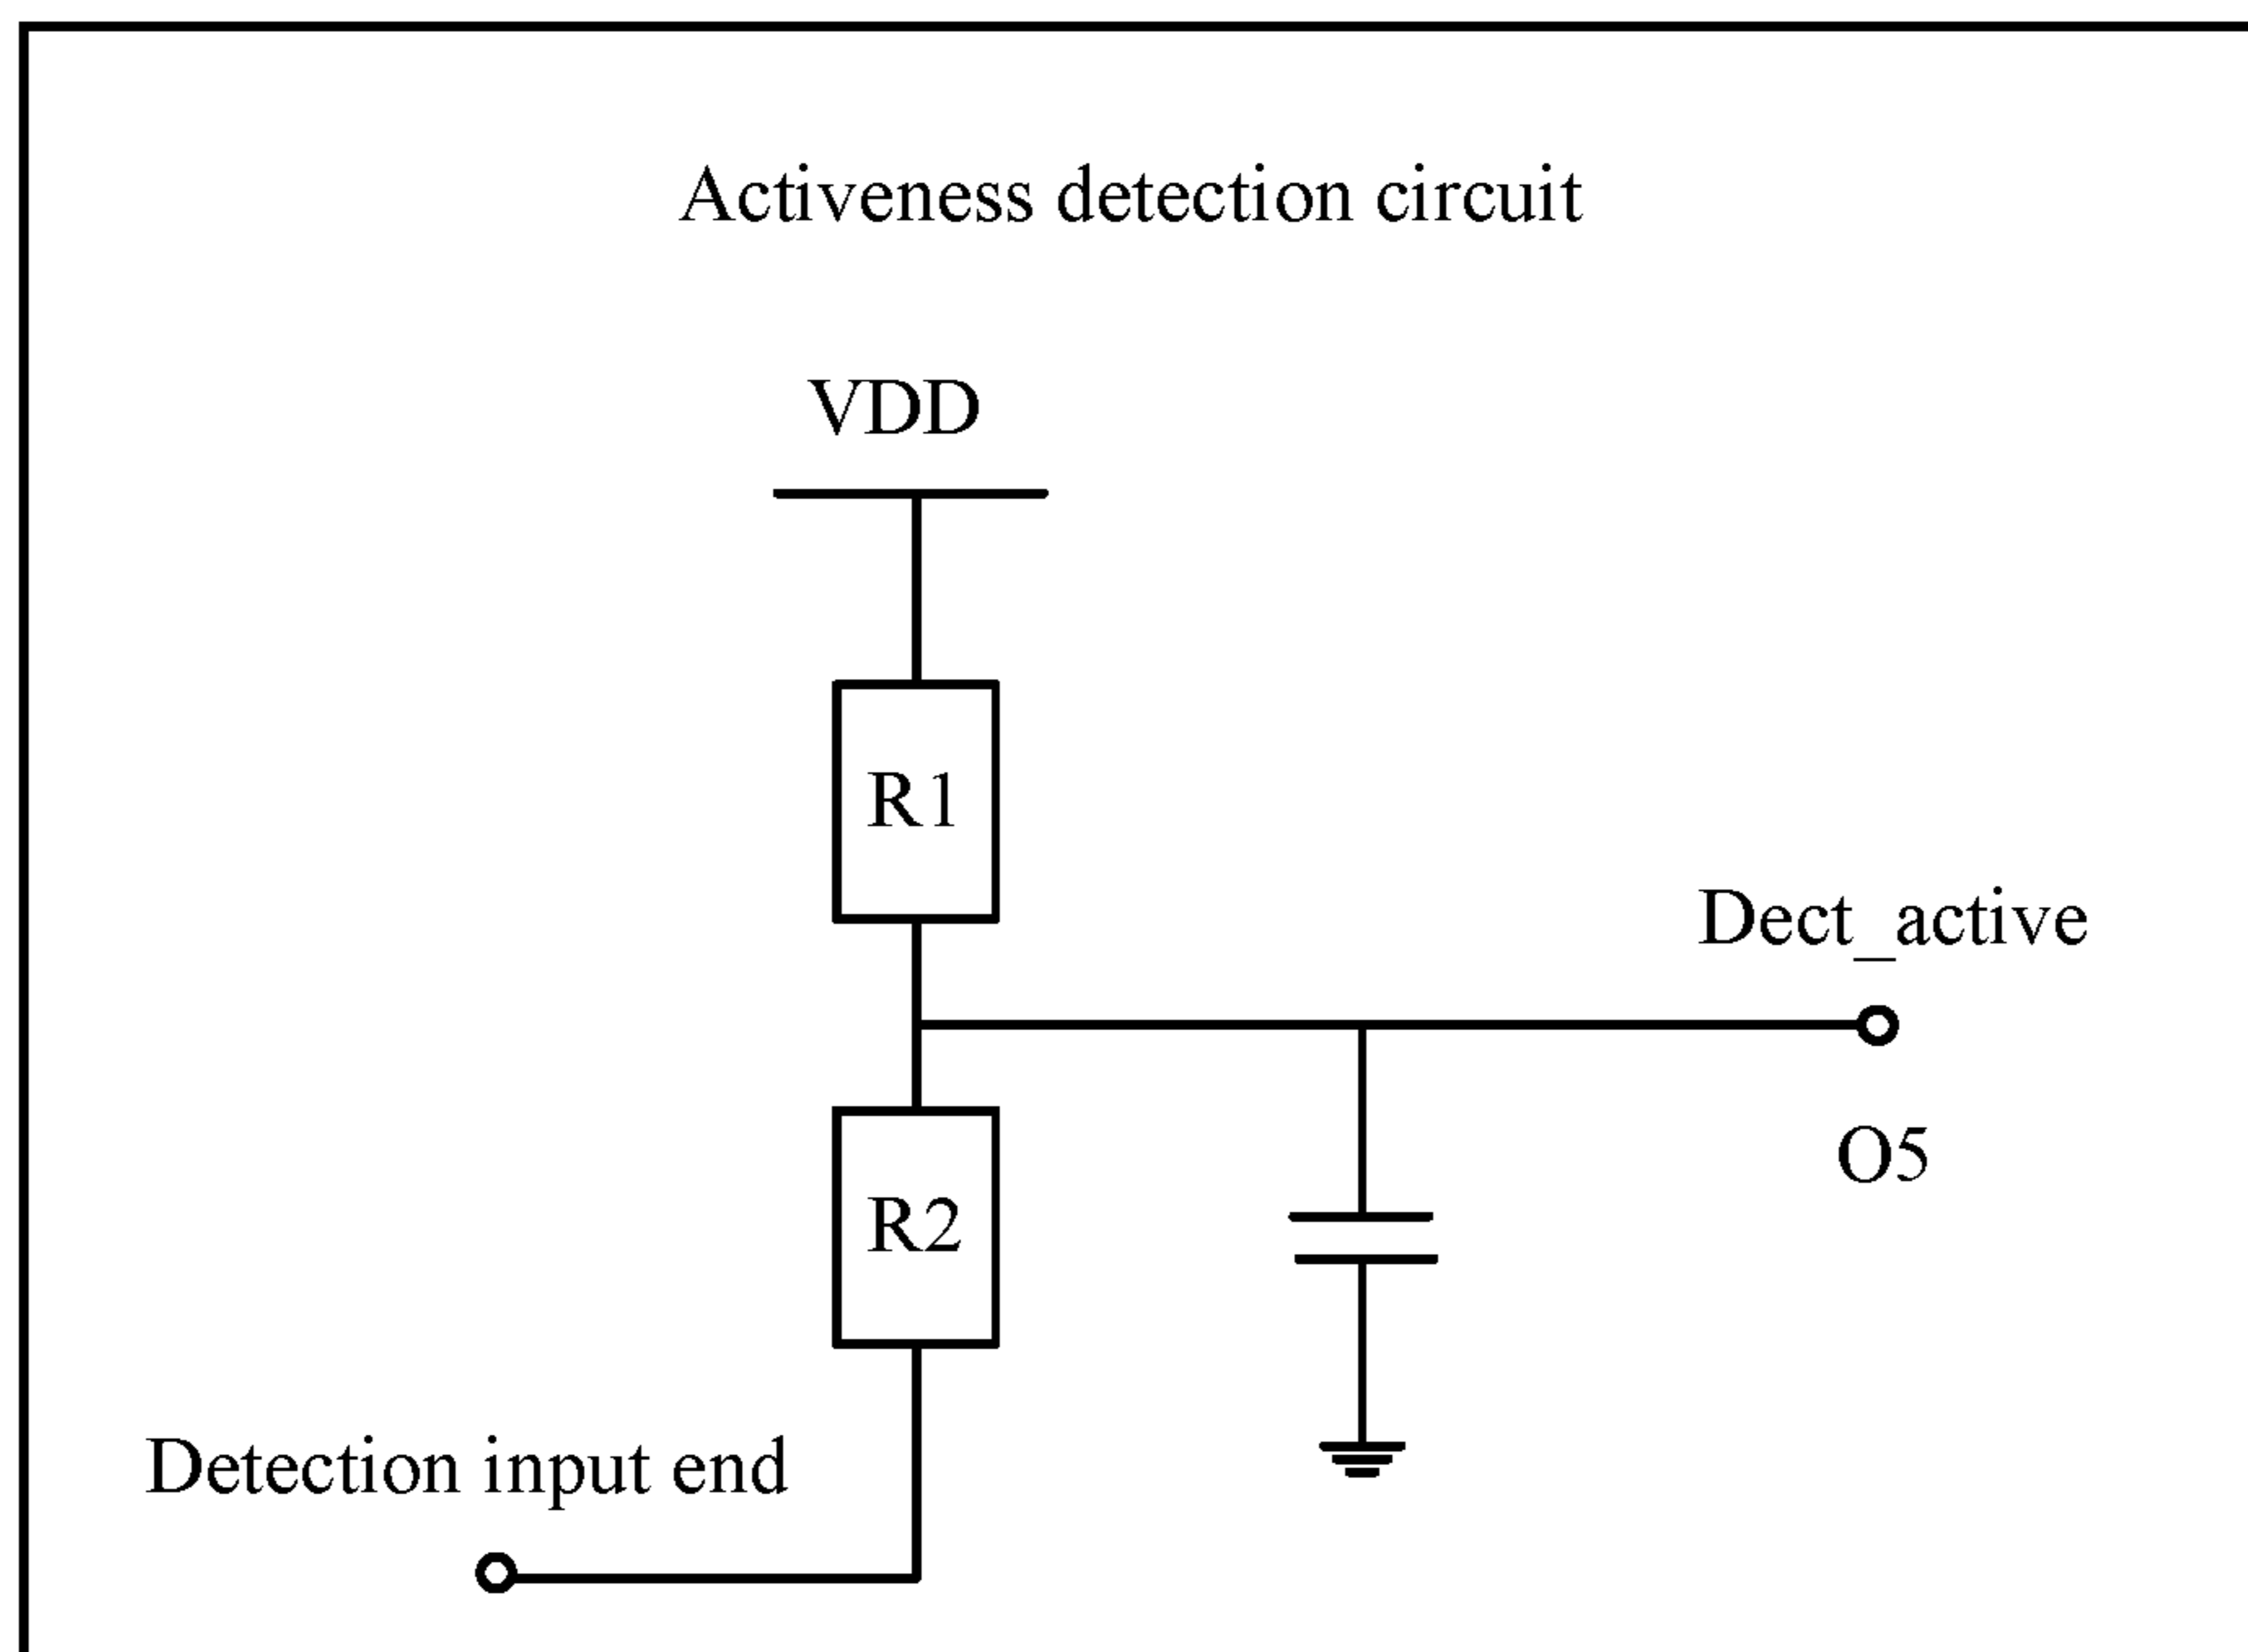 Activeness detection circuit
VDD
R1
Dect_active
O5
R2
Detection input end